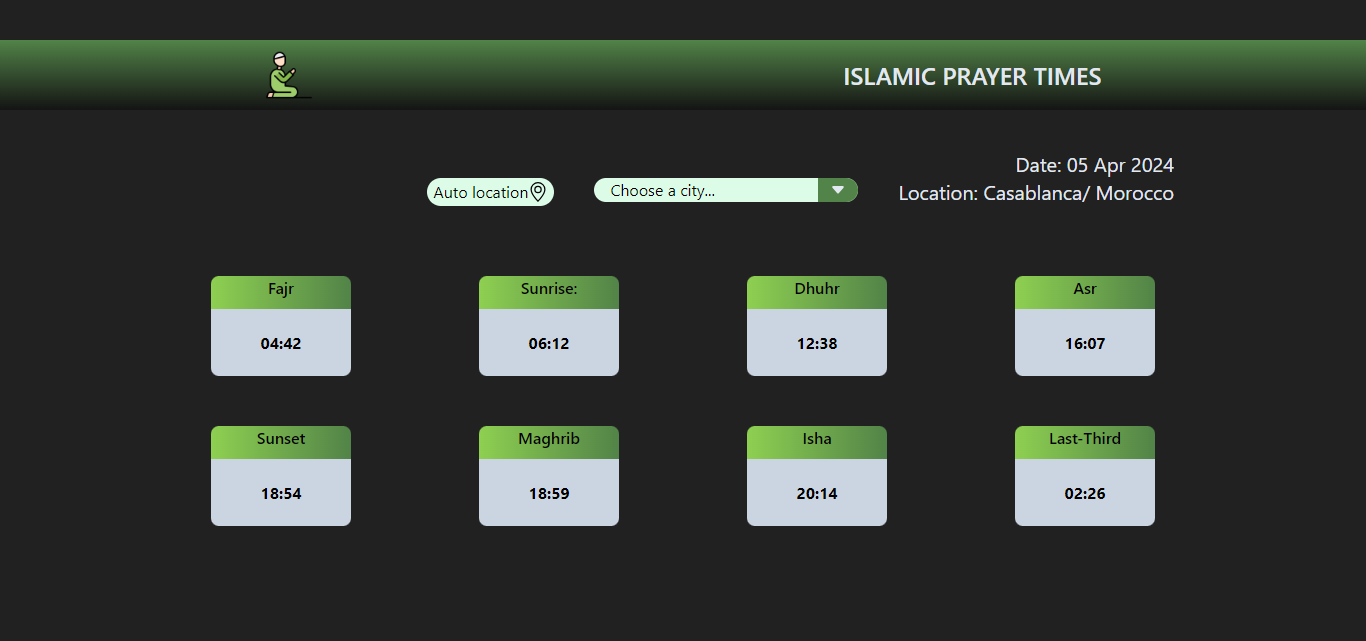 ISLAMIC PRAYER TIMES
Date: 05 Apr 2024
Auto location
Choose a city...
Location: Casablanca/ Morocco
Fajr
04:42
Sunrise:
06:12
Dhuhr
12:38
Asr
16:07
Sunset
18:54
Maghrib
18:59
Isha
20:14
Last-Third
02:26